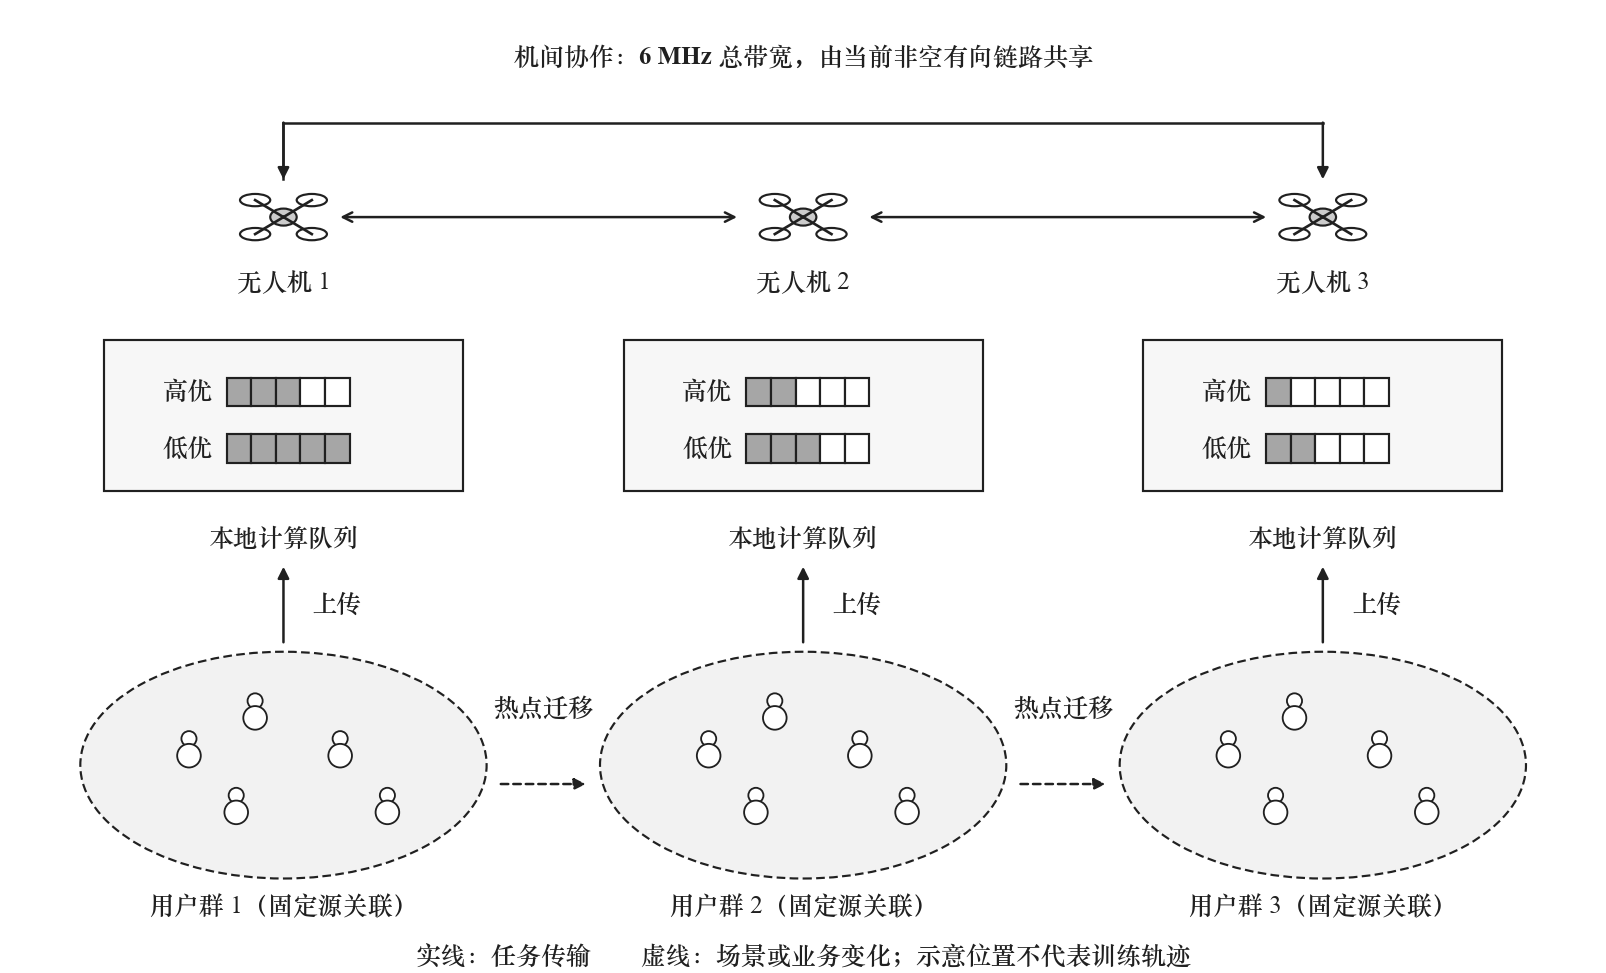 机间协作：6 MHz 总带宽，由当前非空有向链路共享
无人机 1
无人机 2
无人机 3
高优
高优
高优
低优
低优
低优
本地计算队列
本地计算队列
本地计算队列
上传
上传
上传
热点迁移
热点迁移
用户群 1（固定源关联）
用户群 2（固定源关联）
用户群 3（固定源关联）
实线：任务传输 虚线：场景或业务变化；示意位置不代表训练轨迹